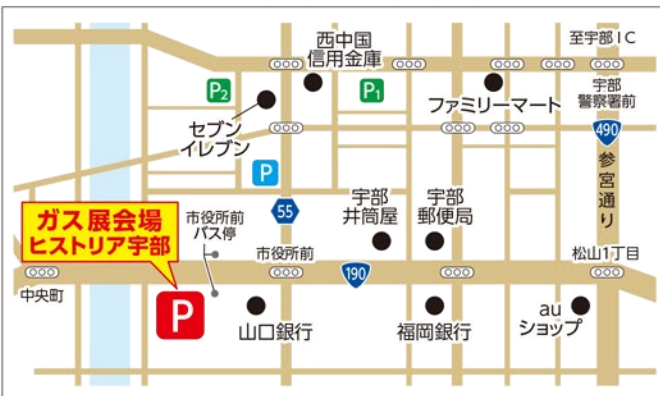 西中国
信用金庫
至宇部IC
P2
P1
宇部
警察署前
ファミリーマート
セブン
イレブン
490
P
参宮通り
宇部
井筒屋
宇部
郵便局
55
ガス展会場
ヒストリア宇部
市役所前
バス停
市役所前
松山1丁目
190
中央町
P
山口銀行
福岡銀行
au
ショップ